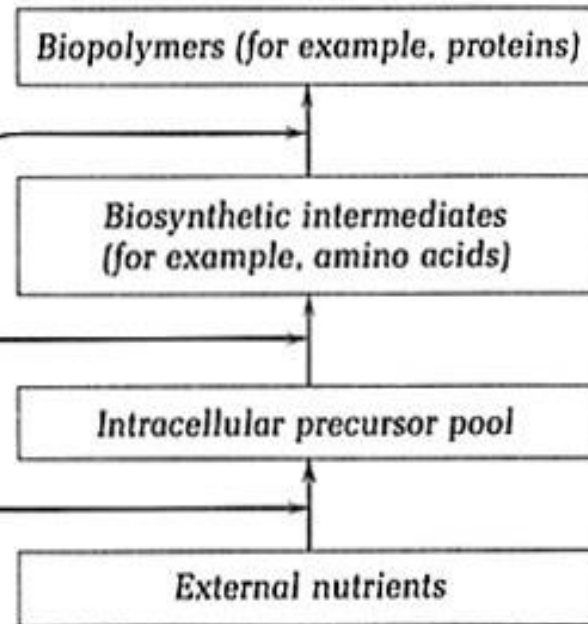 Biopolymers (for example, proteins)
Biosynthetic intermediates
(for example, amino acids)
Intracellular precursor pool
External nutrients